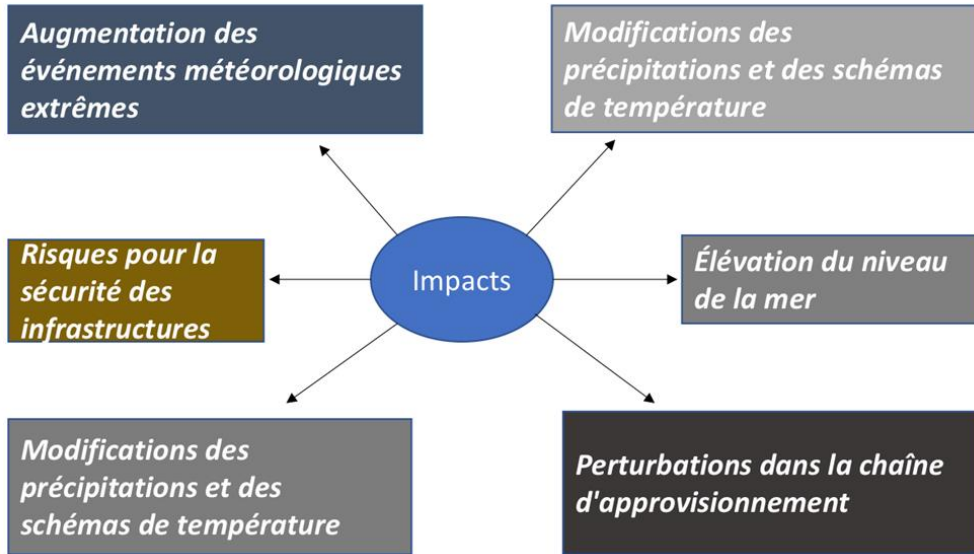 Augmentation des
événements météorologiques
extrêmes
Modifications des
précipitations et des schémas
de température
Risques pour la
sécurité des
infrastructures
Impacts
Élévation du niveau
de la mer
Modifications des
précipitations et des
schémas de température
Perturbations dans la chaîne
d'approvisionnement